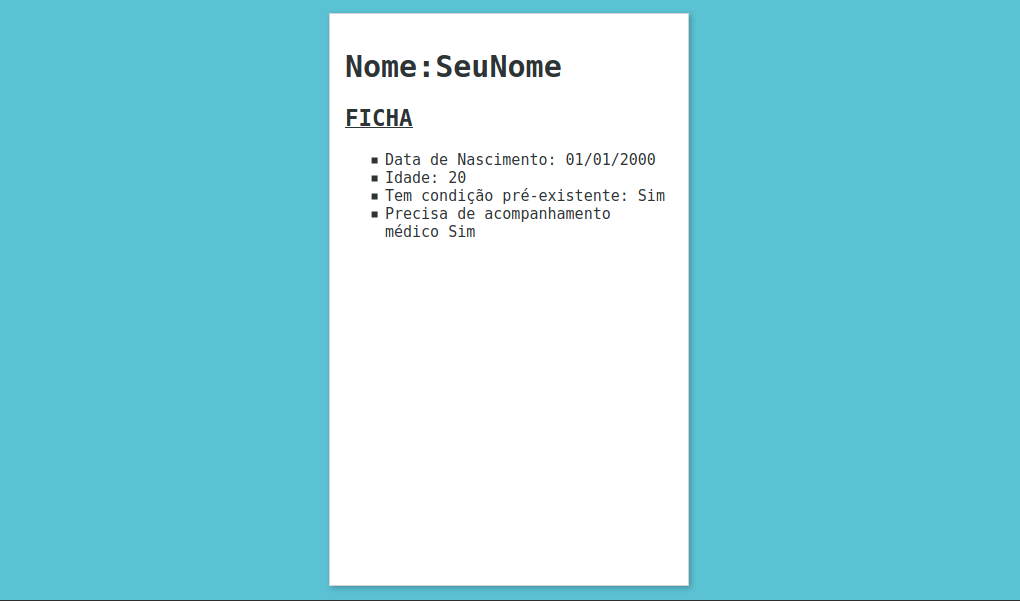 Nome:SeuNome
FICHA
Data de Nascimento: 01/01/2000
Idade: 20
Tem condição pré-existente: Sim
Precisa de acompanhamento
médico Sim